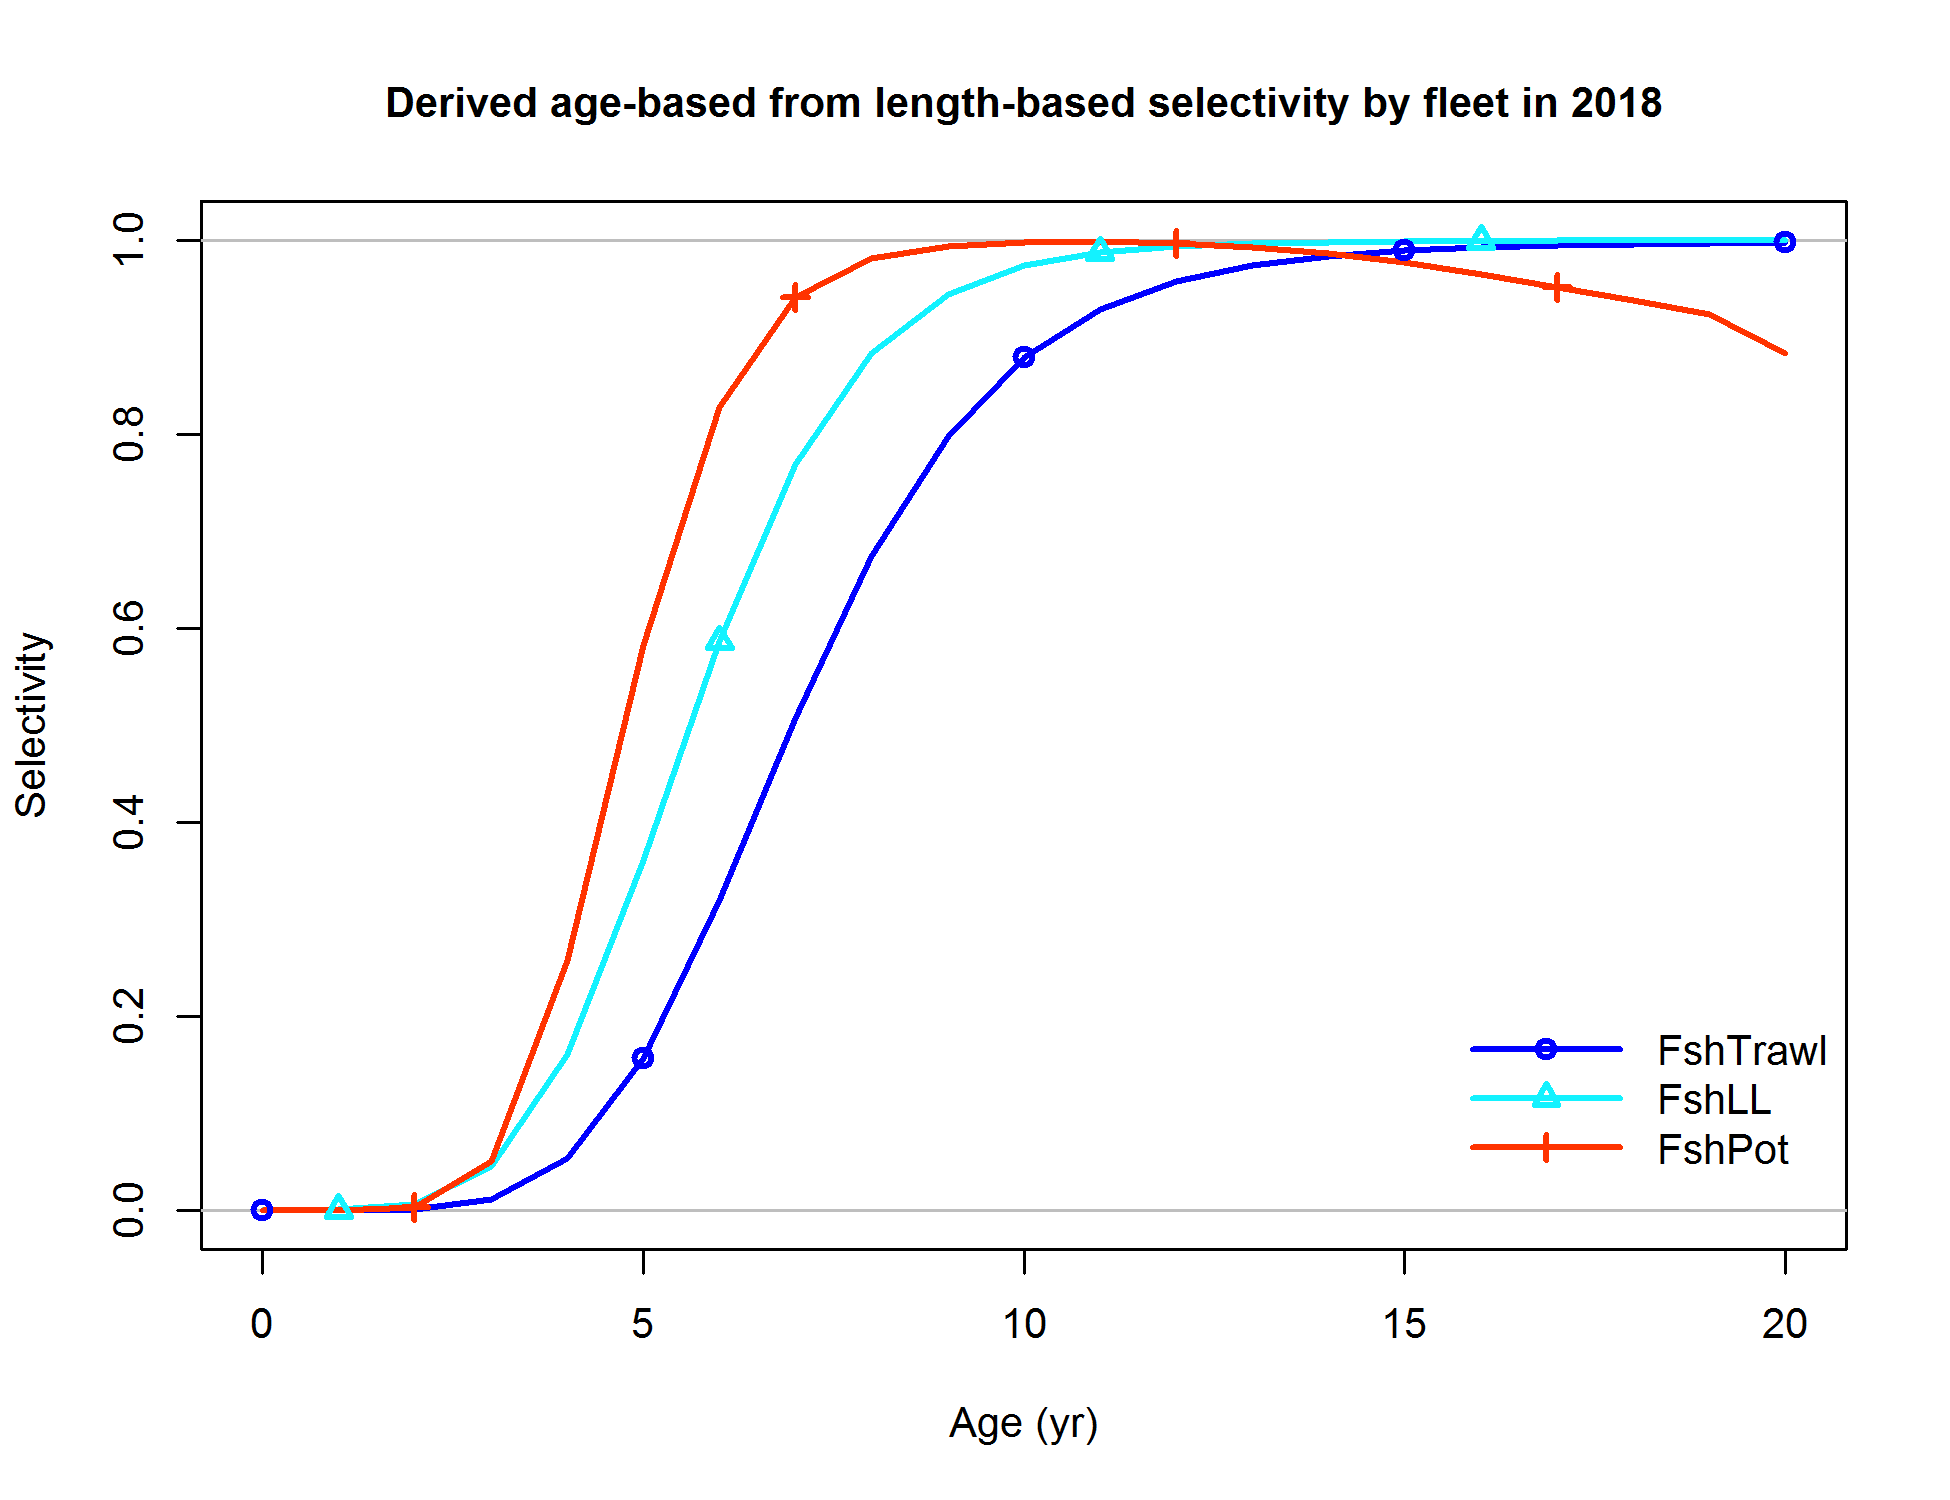 Derived age-based from length-based selectivity by fleet in 2018
1.0
0.8
0.6
0.4
0.2
0.0
Selectivity
FshTrawl
FshLL
FshPot
0 5 10 15 20
Age (yr)